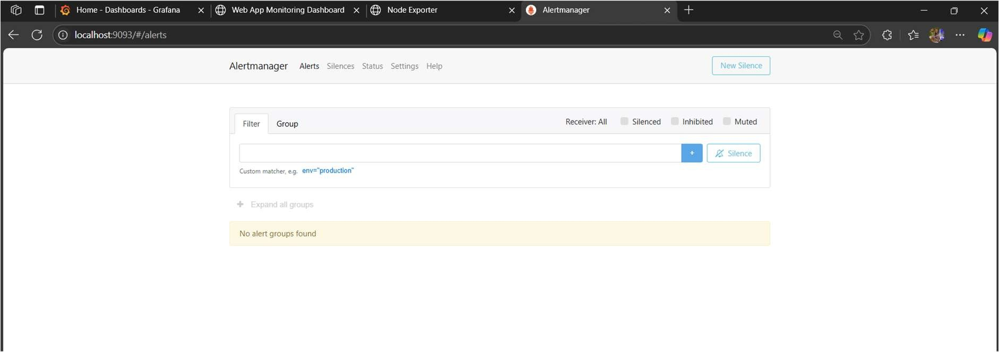 Home - Dashboards - Grafana
Web App Monitoring Dashboard
Node Exporter
Alertmanager
localhost:9093/#/alerts
Alertmanager Alerts Silences Status Settings Help New Silence
Filter Group Receiver: All Silenced Inhibited Muted
+ Silence
Custom matcher, e.g. env="production"
+ Expand all groups
No alert groups found